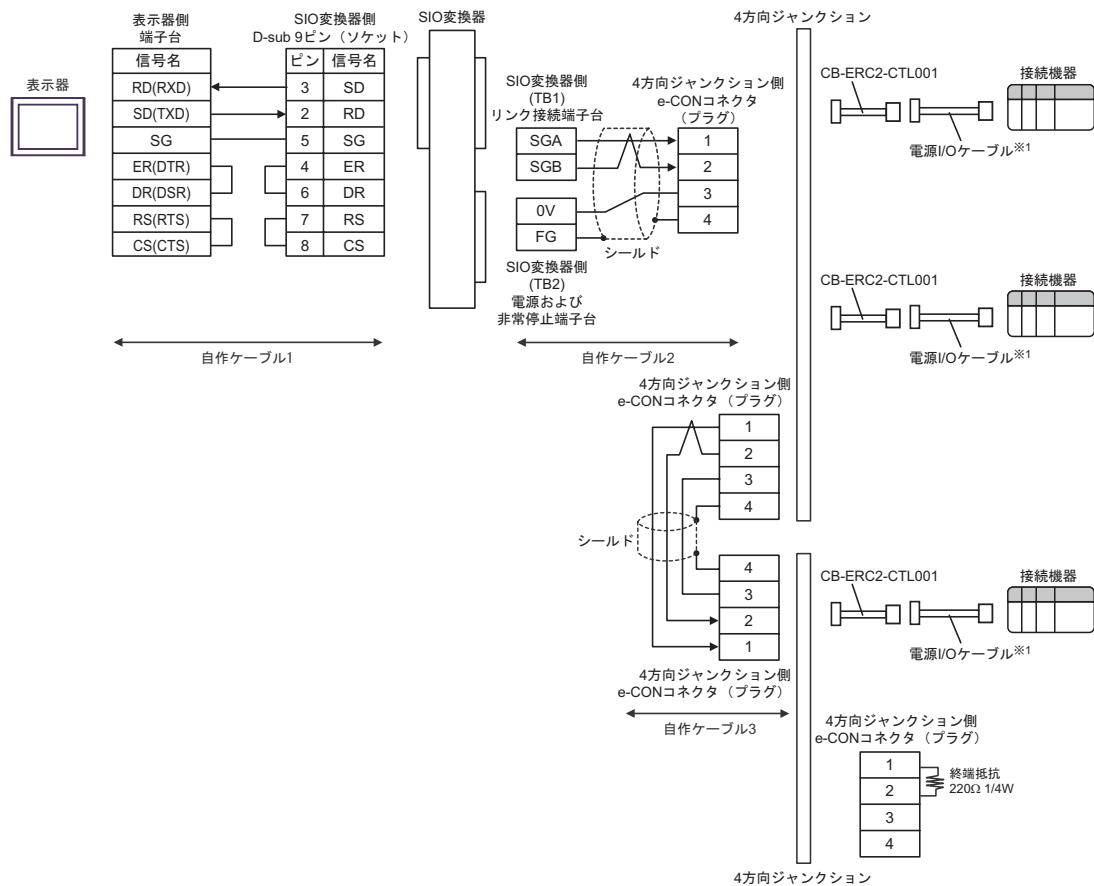 表示器
表示器側
端子台
信号名
RD(RXD)
SD(TXD)
SG
ER(DTR)
DR(DSR)
RS(RTS)
CS(CTS)
SIO変換器側
D-sub 9ピン（ソケット）
ピン 信号名
3 SD
2 RD
5 SG
4 ER
6 DR
7 RS
8 CS
自作ケーブル1
SIO変換器
SIO変換器側
(TB1)
リンク接続端子台
SGA
SGB
0V
FG
SIO変換器側
(TB2)
電源および
非常停止端子台
シールド
4方向ジャンクション側
e-CONコネクタ
（プラグ）
1
2
3
4
自作ケーブル2
4方向ジャンクション
CB-ERC2-CTL001
接続機器
電源I/Oケーブル※1
CB-ERC2-CTL001
接続機器
電源I/Oケーブル※1
4方向ジャンクション側
e-CONコネクタ（プラグ）
1
2
3
4
シールド
4
3
2
1
4方向ジャンクション側
e-CONコネクタ（プラグ）
自作ケーブル3
CB-ERC2-CTL001
接続機器
電源I/Oケーブル※1
4方向ジャンクション側
e-CONコネクタ（プラグ）
1
2
3
4
終端抵抗
220Ω 1/4W
4方向ジャンクション